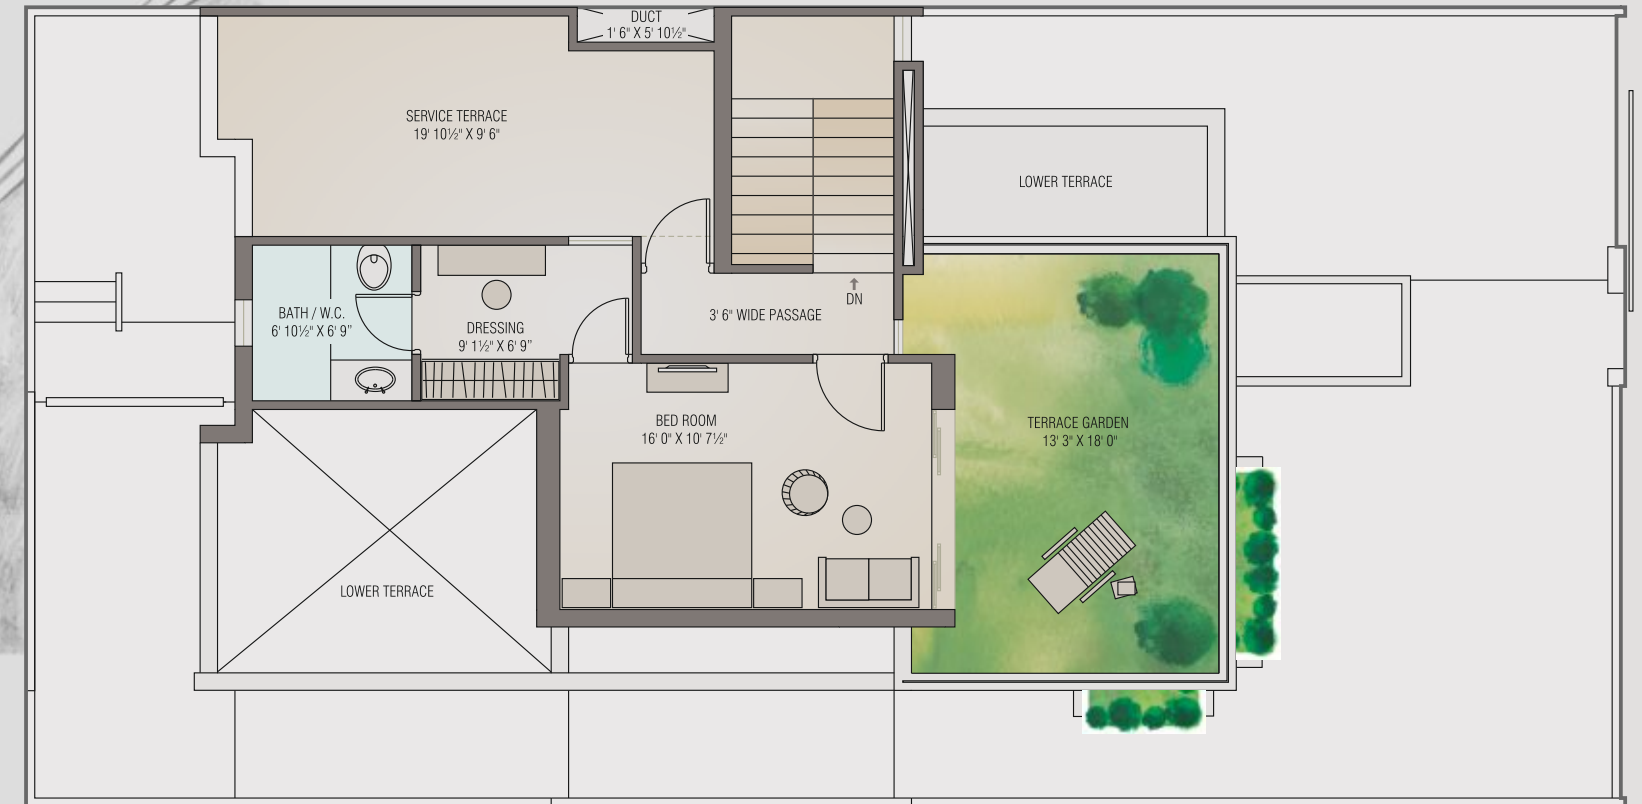 DUCT
1' 6" X 5' 10½"
SERVICE TERRACE
19' 10½" X 9' 6"
LOWER TERRACE
BATH / W.C.
6' 10½" X 6' 9”
DRESSING
9' 1½" X 6' 9”
3' 6" WIDE PASSAGE
DN
BED ROOM
16' 0" X 10' 7½"
TERRACE GARDEN
13' 3" X 18' 0"
LOWER TERRACE